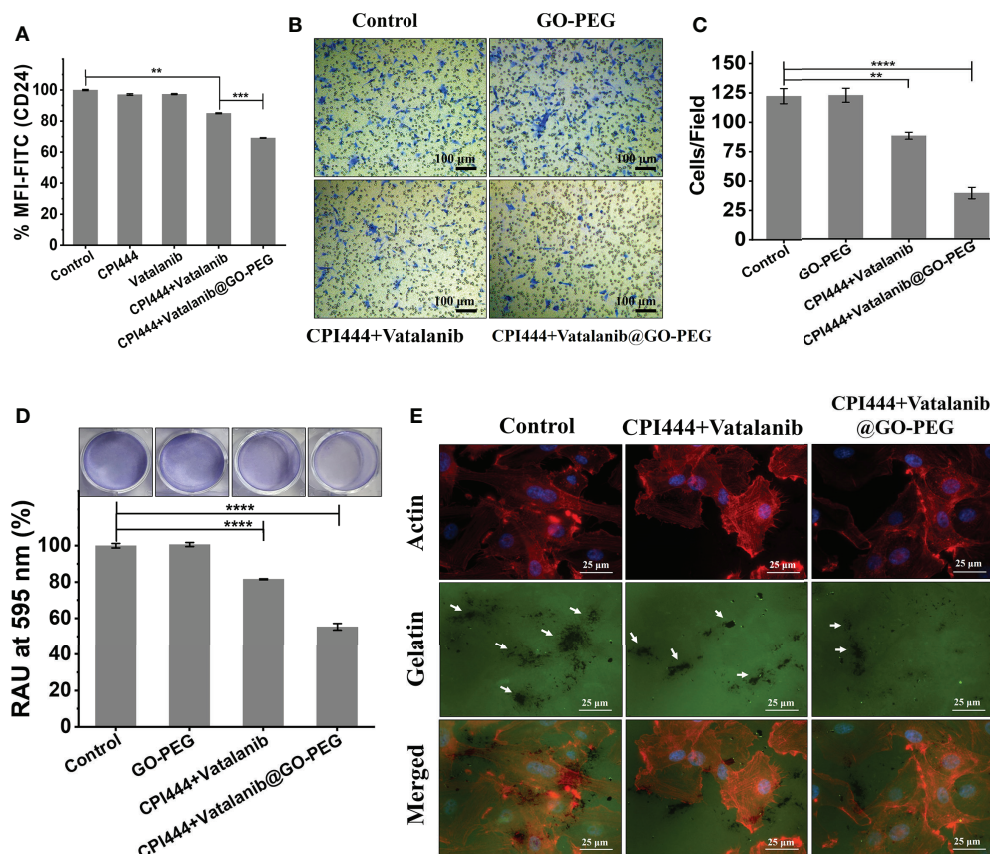 A
% MFI-FITC (CD24)
120
100
80
60
40
20
0
**
***
Control
CPI444
Vatalanib
CPI444+Vatalanib
CPI444+Vatalanib@GO-PEG
B
Control
GO-PEG
100 µm
100 µm
100 µm
100 µm
CPI444+Vatalanib
CPI444+Vatalanib@GO-PEG
C
Cells/Field
150
125
100
75
50
25
0
****
**
Control
GO-PEG
CPI444+Vatalanib
CPI444+Vatalanib@GO-PEG
D
RAU at 595 nm (%)
100
80
60
40
20
0
****
****
Control
GO-PEG
CPI444+Vatalanib
CPI444+Vatalanib@GO-PEG
E
Control
CPI444+Vatalanib
CPI444+Vatalanib
@GO-PEG
Actin
25 µm
25 µm
25 µm
Gelatin
25 µm
25 µm
25 µm
Merged
25 µm
25 µm
25 µm